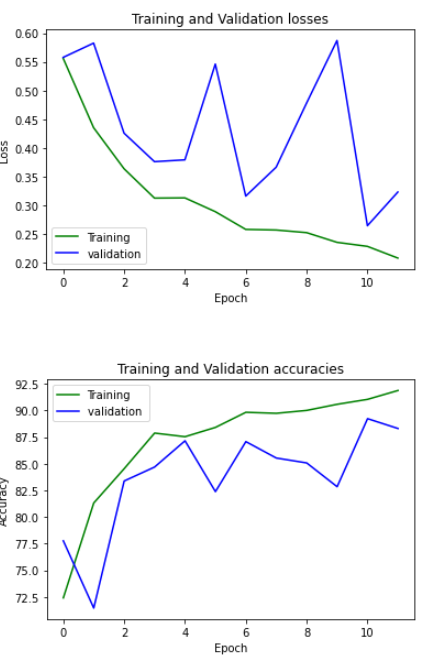 Training and Validation losses
0.60
0.55
0.50
0.45
0.40
0.35
0.30
0.25
0.20
Loss
Training
validation
0 2 4 6 8 10
Epoch
Training and Validation accuracies
92.5
90.0
87.5
85.0
82.5
80.0
77.5
75.0
72.5
Accuracy
Training
validation
0 2 4 6 8 10
Epoch